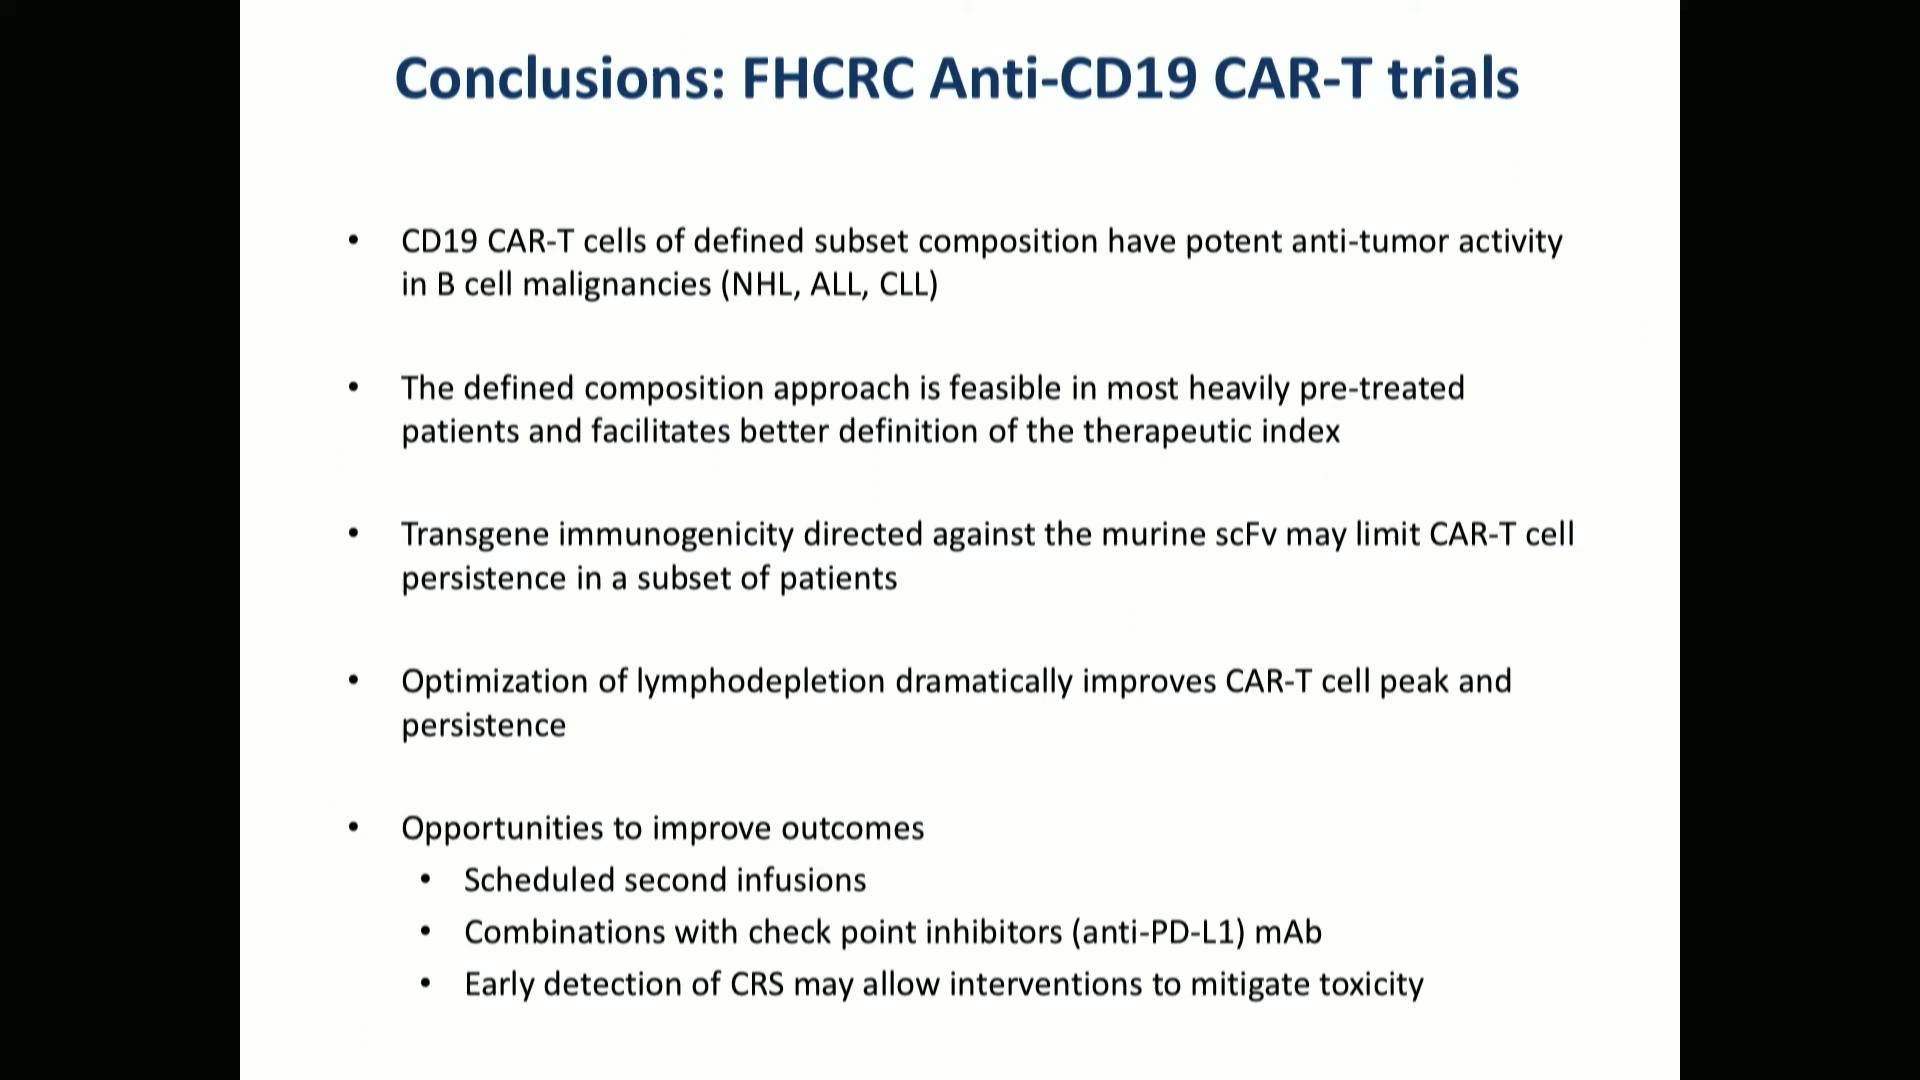 Conclusions: FHCRC Anti-CD19 CAR-T trials
• CD19 CAR-T cells of defined subset composition have potent anti-tumor activity
in B cell malignancies (NHL, ALL, CLL)
• The defined composition approach is feasible in most heavily pre-treated
patients and facilitates better definition of the therapeutic index
• Transgene immunogenicity directed against the murine scFv may limit CAR-T cell
persistence in a subset of patients
• Optimization of lymphodepletion dramatically improves CAR-T cell peak and
persistence
• Opportunities to improve outcomes
• Scheduled second infusions
• Combinations with check point inhibitors (anti-PD-L1) mAb
• Early detection of CRS may allow interventions to mitigate toxicity